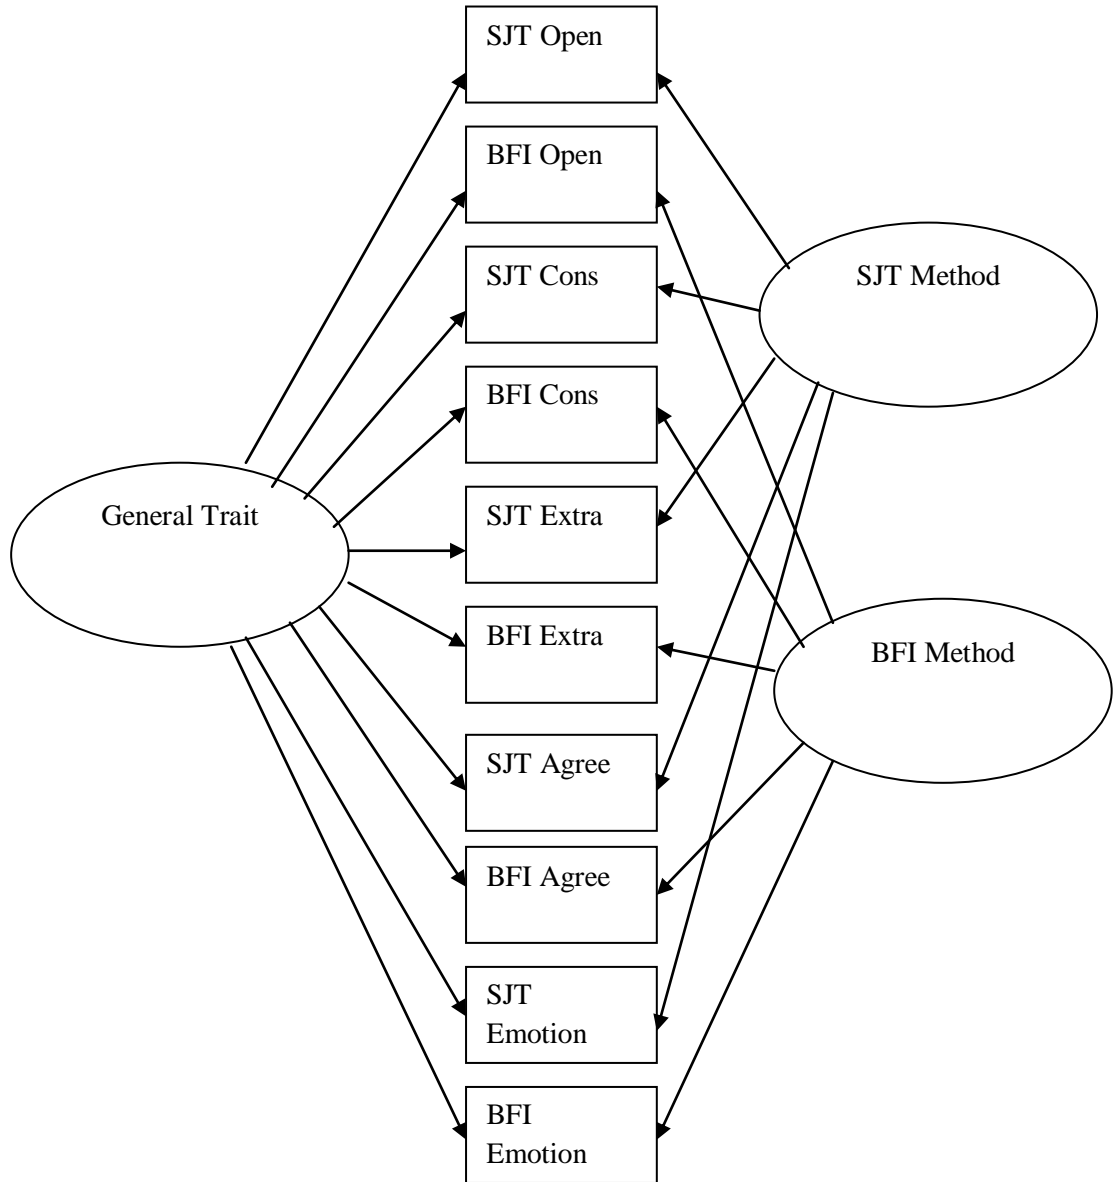 SJT Open
BFI Open
SJT Cons
SJT Method
BFI Cons
General Trait
SJT Extra
BFI Extra
BFI Method
SJT Agree
BFI Agree
SJT
Emotion
BFI
Emotion